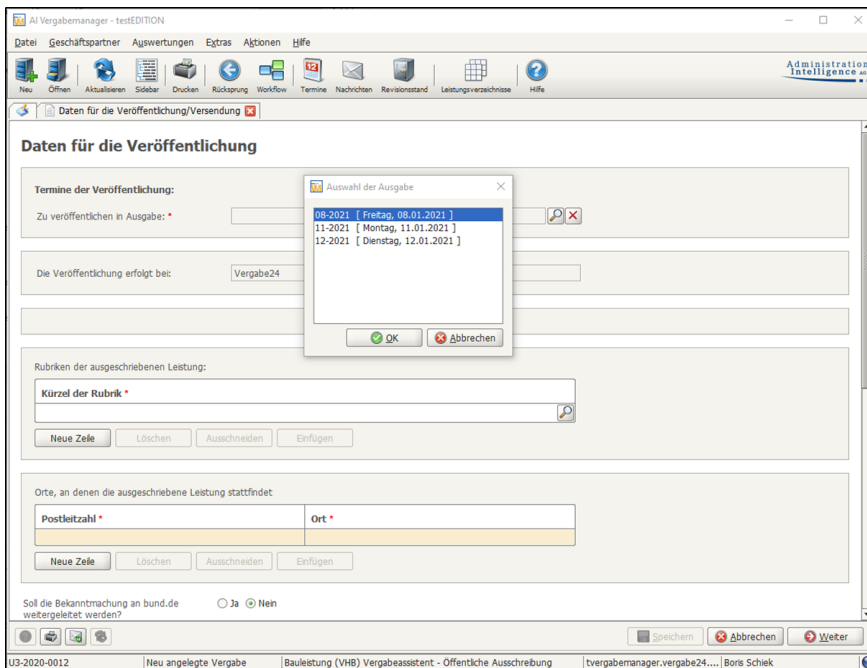 AI Vergabemanager - testEDITION
Datei Geschäftspartner Auswertungen Extras Aktionen Hilfe
Neu Öffnen Aktualisieren Sidebar Drucken Rücksprung Workflow Termine Nachrichten Revisionsstand Leistungsverzeichnisse Hilfe
Administration
Intelligence AG
Daten für die Veröffentlichung/Versendung
Daten für die Veröffentlichung
Auswahl der Ausgabe
Termine der Veröffentlichung:
Zu veröffentlichen in Ausgabe: *
08-2021 [ Freitag, 08.01.2021 ]
11-2021 [ Montag, 11.01.2021 ]
12-2021 [ Dienstag, 12.01.2021 ]
Die Veröffentlichung erfolgt bei: Vergabe24
OK Abbrechen
Rubriken der ausgeschriebenen Leistung:
Kürzel der Rubrik *
Neue Zeile Löschen Ausschneiden Einfügen
Orte, an denen die ausgeschriebene Leistung stattfindet
Postleitzahl * Ort *
Neue Zeile Löschen Ausschneiden Einfügen
Soll die Bekanntmachung an bund.de Ja Nein
weitergeleitet werden?
Speichern Abbrechen Weiter
U3-2020-0012 Neu angelegte Vergabe Bauleistung (VHB) Vergabeassistent - Öffentliche Ausschreibung tvergabemanager.vergabe24.... Boris Schiek